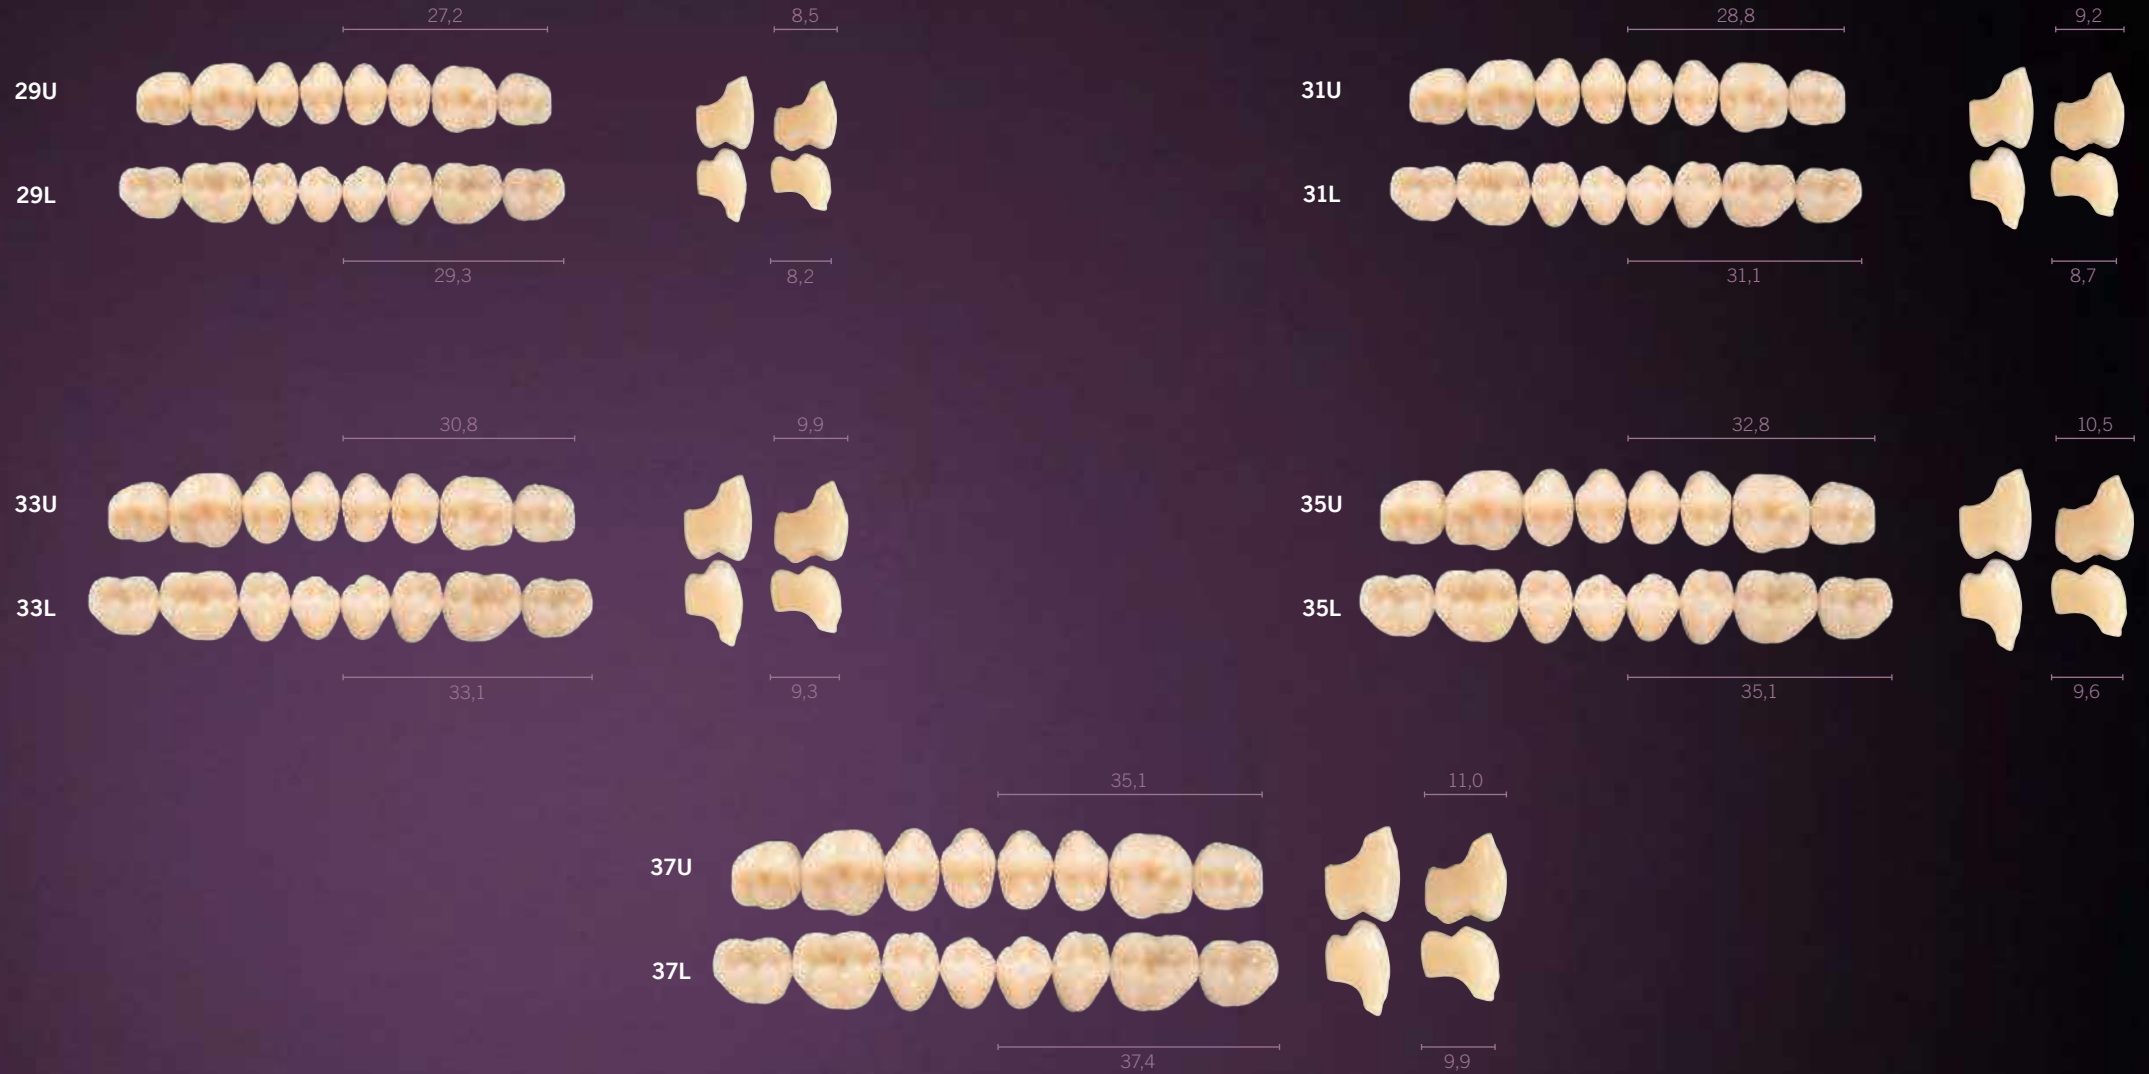 27,2 8,5
29U
29L
29,3 8,2
28,8 9,2
31U
31L
31,1 8,7
30,8 9,9
33U
33L
33,1 9,3
32,8 10,5
35U
35L
35,1 9,6
35,1 11,0
37U
37L
37,4 9,9